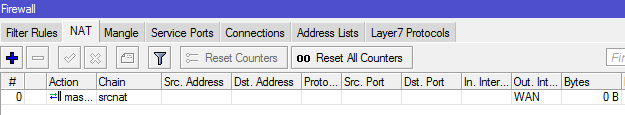 Firewall
Filter Rules NAT Mangle Service Ports Connections Address Lists Layer7 Protocols
Reset Counters 00 Reset All Counters
# Action Chain Src. Address Dst. Address Proto... Src. Port Dst. Port In. Inter... Out. Int... Bytes
0 mas... srcnat WAN 0 B